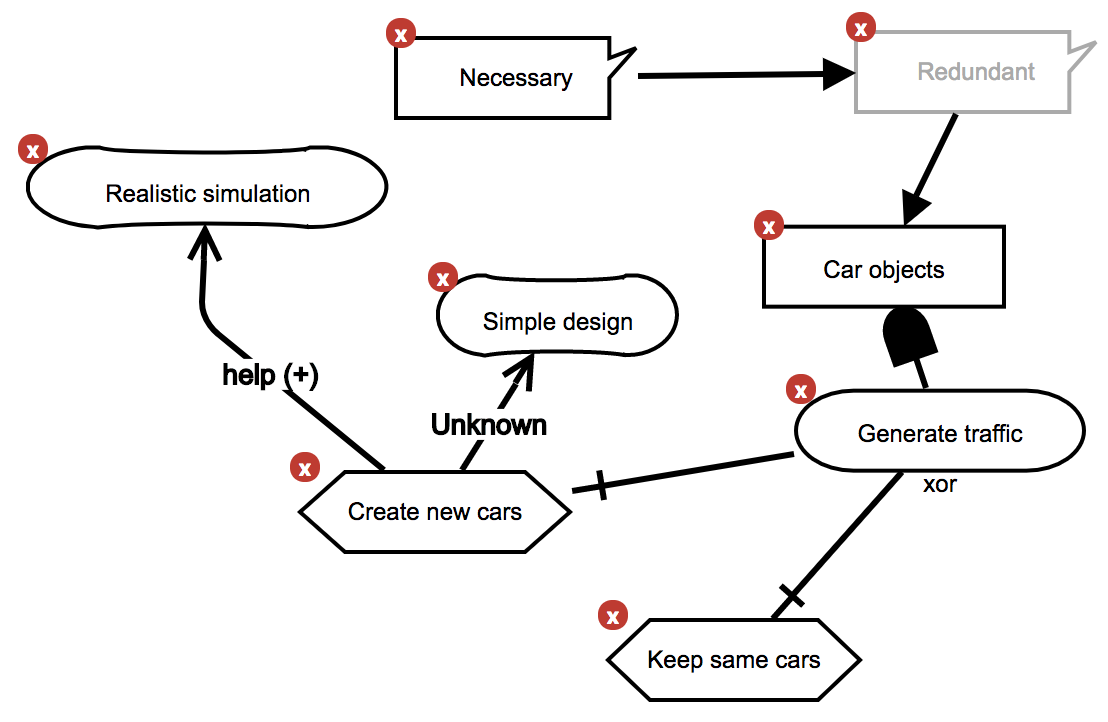 x
Necessary
x
Redundant
x
Realistic simulation
x
Car objects
x
Simple design
help (+)
Unknown
x
Generate traffic
xor
x
Create new cars
x
Keep same cars